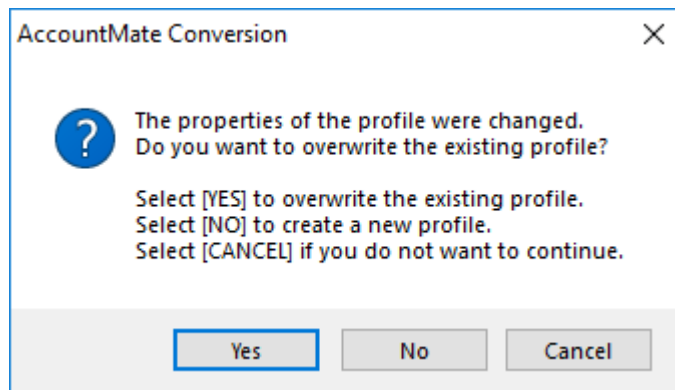 AccountMate Conversion
?
The properties of the profile were changed.
Do you want to overwrite the existing profile?
Select [YES] to overwrite the existing profile.
Select [NO] to create a new profile.
Select [CANCEL] if you do not want to continue.
Yes No Cancel